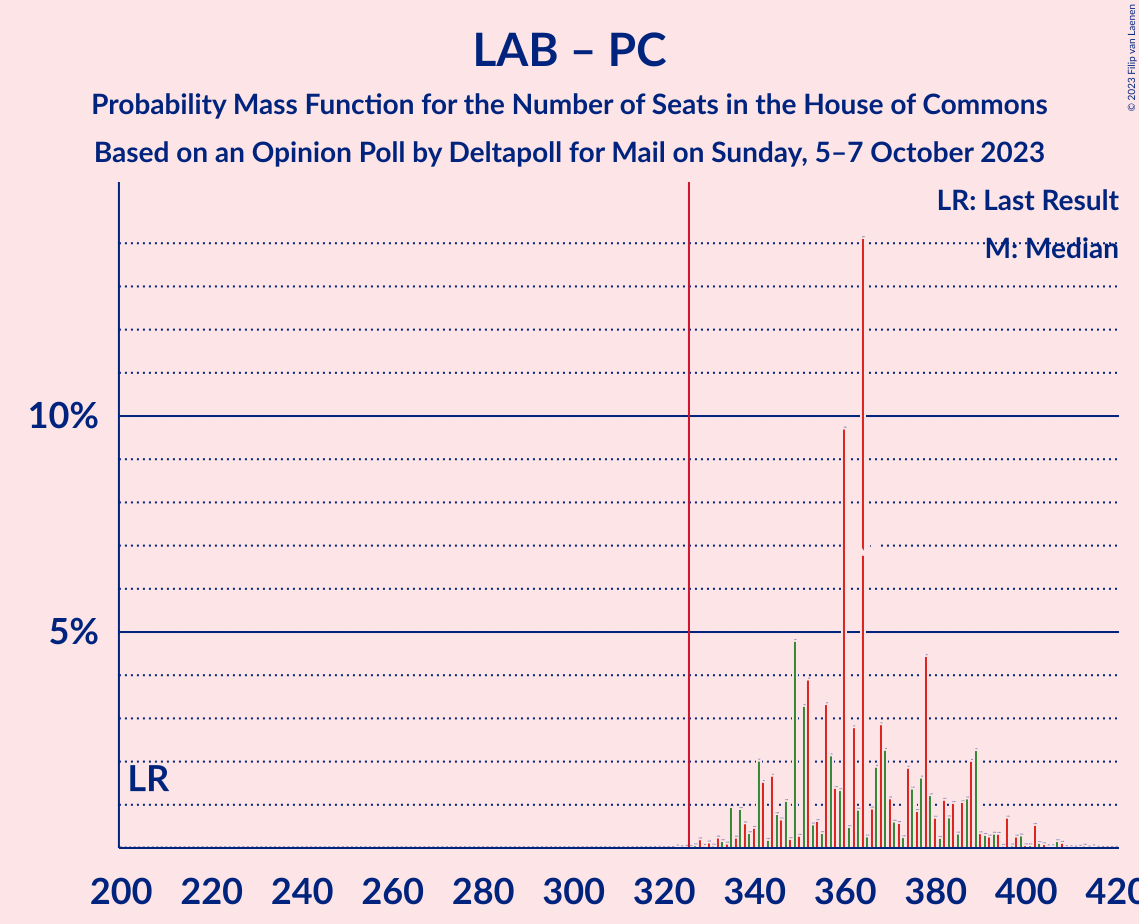 LAB – PC
Probability Mass Function for the Number of Seats in the House of Commons
Based on an Opinion Poll by Deltapoll for Mail on Sunday, 5–7 October 2023
© 2023 Filip van Laenen
LR: Last Result
M: Median
10%
5%
LR
200 220 240 260 280 300 320 340 360 380 400 420